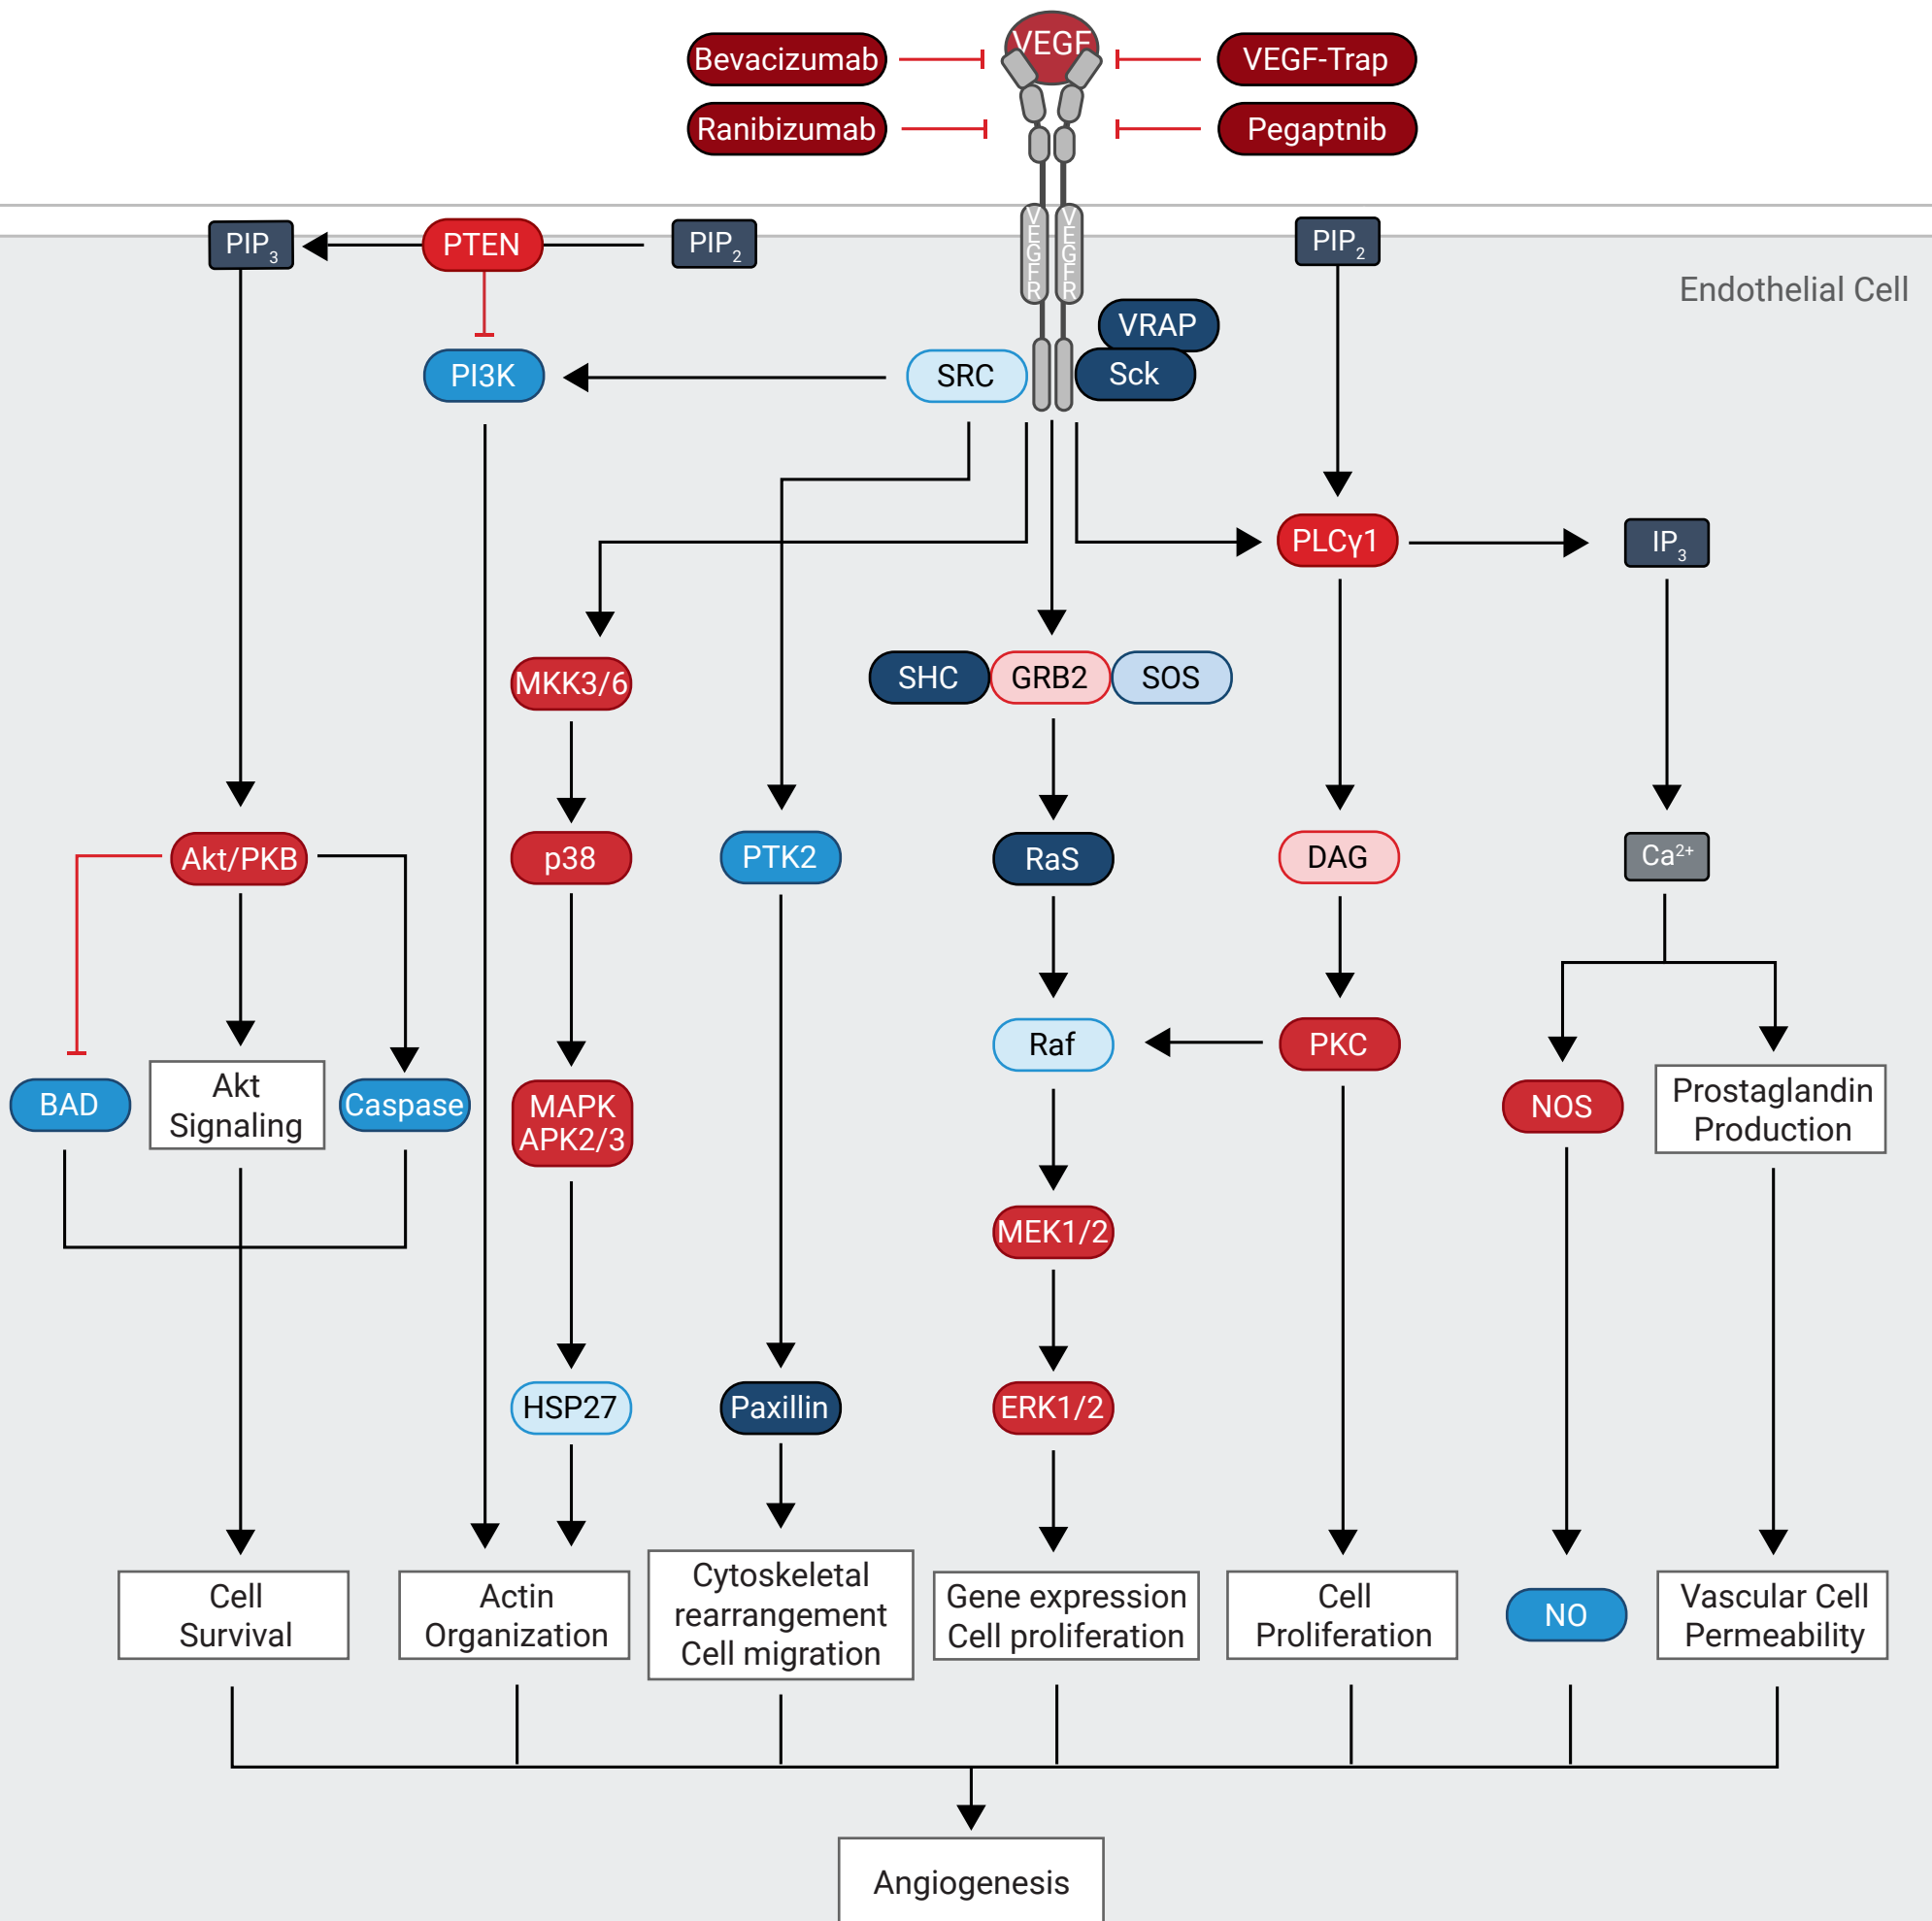 VEGF
Bevacizumab
VEGF-Trap
Ranibizumab
Pegaptnib
PIP3
PTEN
PIP2
VEGFR
VEGFR
PIP2
Endothelial Cell
VRAP
PI3K
SRC
Sck
PLCγ1
IP3
MKK3/6
SHC
GRB2
SOS
Akt/PKB
p38
PTK2
RaS
DAG
Ca2+
Raf
PKC
BAD
Akt
Signaling
Caspase
MAPK
APK2/3
NOS
Prostaglandin
Production
MEK1/2
HSP27
Paxillin
ERK1/2
Cell
Survival
Actin
Organization
Cytoskeletal
rearrangement
Cell migration
Gene expression
Cell proliferation
Cell
Proliferation
NO
Vascular Cell
Permeability
Angiogenesis